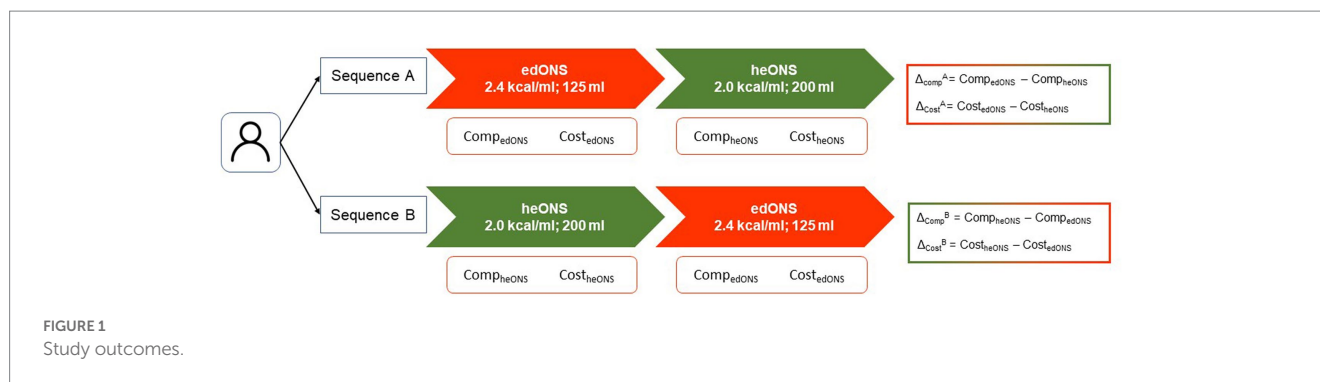 Sequence A
edONS
2.4 kcal/ml; 125 ml
heONS
2.0 kcal/ml; 200 ml
Δcomp^A= CompedONS – CompheONS
ΔCost^A= CostedONS – CostheONS
CompedONS CostedONS
CompheONS CostheONS
Sequence B
heONS
2.0 kcal/ml; 200 ml
edONS
2.4 kcal/ml; 125 ml
ΔComp^B = CompheONS – CompedONS
ΔCost^B = CostheONS – CostedONS
CompheONS CostheONS
CompedONS CostedONS
FIGURE 1
Study outcomes.